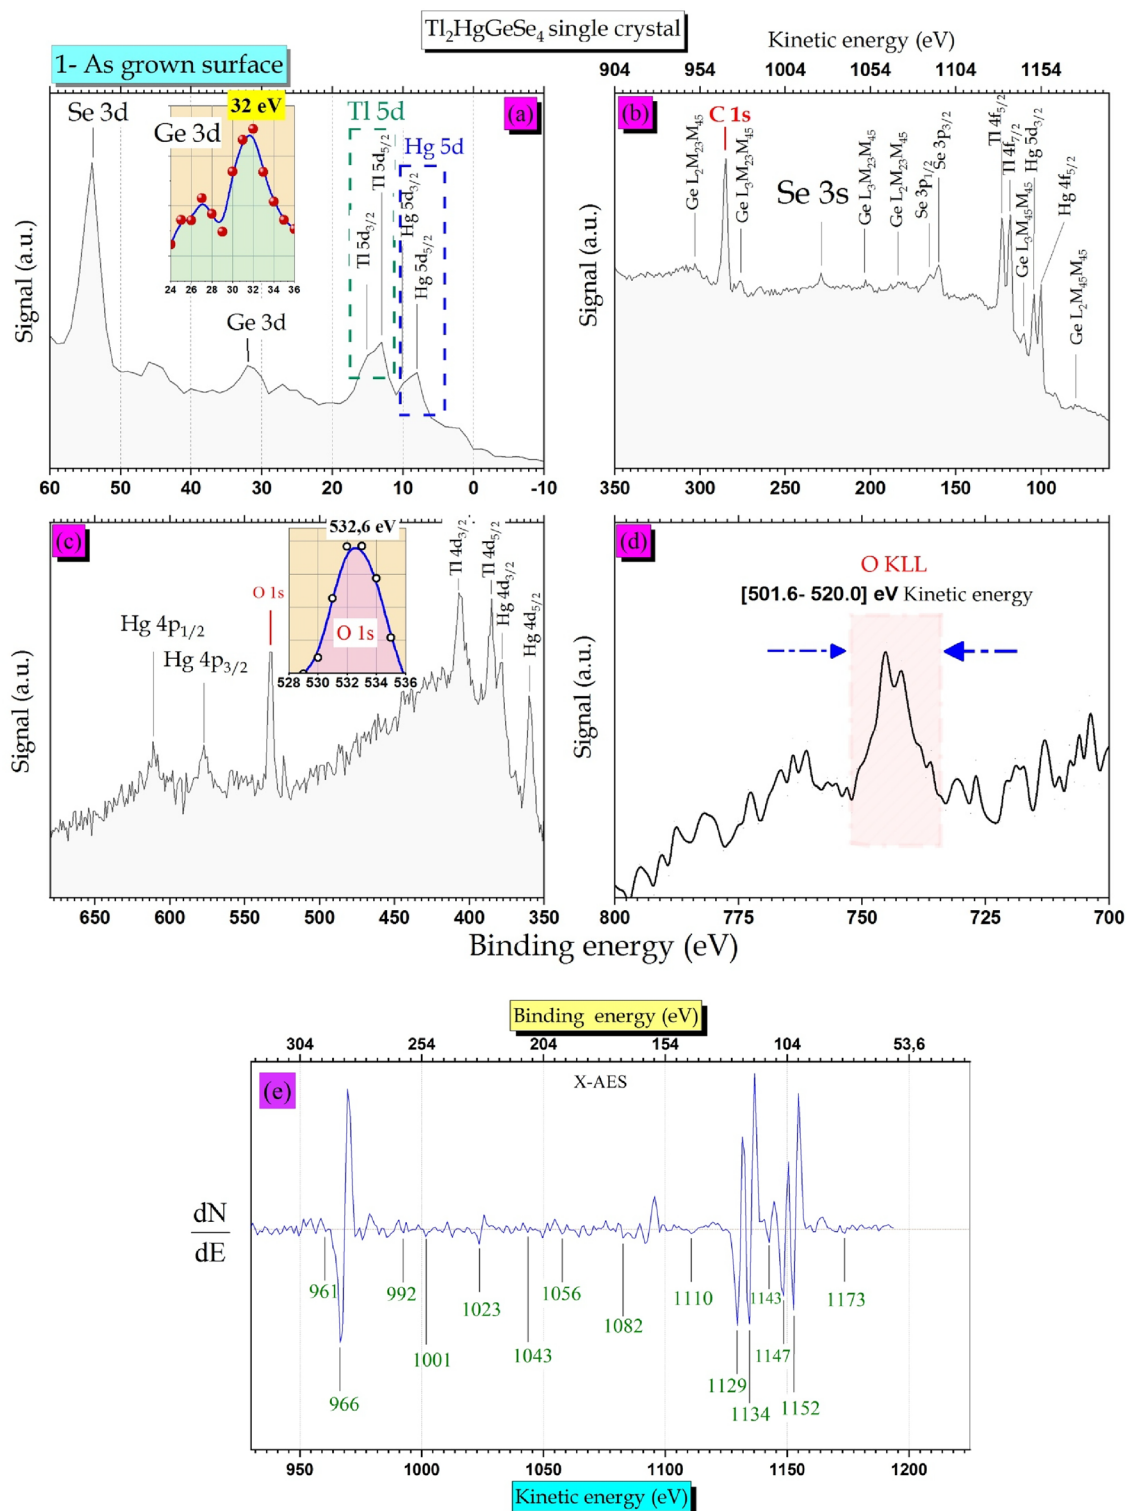 Tl₂HgGeSe₄ single crystal
1- As grown surface
Kinetic energy (eV)
904 954 1004 1054 1104 1154
(a)
Se 3d
32 eV
Ge 3d
24 26 28 30 32 34 36
Tl 5d
Hg 5d
Tl 5d₃/₂
Tl 5d₅/₂
Hg 5d₃/₂
Hg 5d₅/₂
Ge 3d
Signal (a.u.)
60 50 40 30 20 10 0 -10
(b)
Ge L₂M₂₃M₄₅
C 1s
Ge L₃M₂₃M₄₅
Se 3s
Ge L₃M₂₃M₄₅
Ge L₂M₂₃M₄₅
Se 3p₁/₂
Se 3p₃/₂
Tl 4f₅/₂
Tl 4f₇/₂
Ge L₃M₄₅M₄₅
Hg 5d₃/₂
Hg 4f₅/₂
Ge L₂M₄₅M₄₅
Signal (a.u.)
350 300 250 200 150 100
(c)
Hg 4p₁/₂
Hg 4p₃/₂
O 1s
532,6 eV
O 1s
528 530 532 534 536
Tl 4d₃/₂
Tl 4d₅/₂
Hg 4d₃/₂
Hg 4d₅/₂
Signal (a.u.)
650 600 550 500 450 400 350
(d)
O KLL
[501.6- 520.0] eV Kinetic energy
Signal (a.u.)
800 775 750 725 700
Binding energy (eV)
Binding energy (eV)
304 254 204 154 104 53,6
(e)
X-AES
dN
dE
961
966
992
1001
1023
1043
1056
1082
1110
1129
1134
1143
1147
1152
1173
950 1000 1050 1100 1150 1200
Kinetic energy (eV)